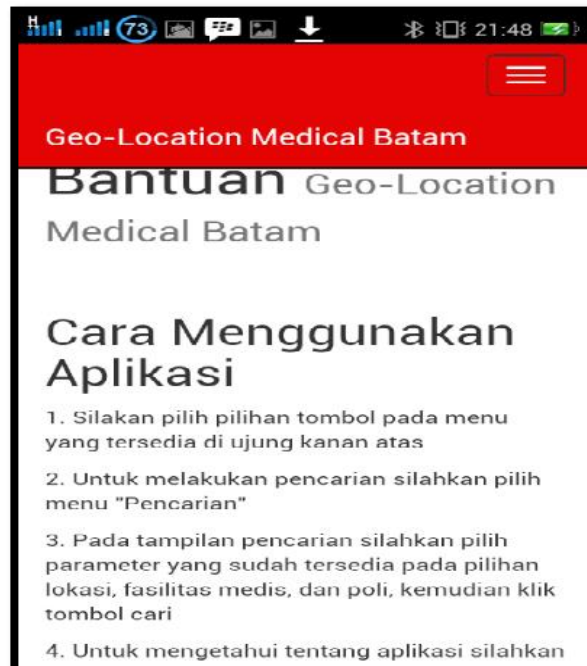 H
73
21:48
Geo-Location Medical Batam
Bantuan Geo-Location
Medical Batam
Cara Menggunakan
Aplikasi
1. Silakan pilih pilihan tombol pada menu
yang tersedia di ujung kanan atas
2. Untuk melakukan pencarian silahkan pilih
menu "Pencarian"
3. Pada tampilan pencarian silahkan pilih
parameter yang sudah tersedia pada pilihan
lokasi, fasilitas medis, dan poli, kemudian klik
tombol cari
4. Untuk mengetahui tentang aplikasi silahkan